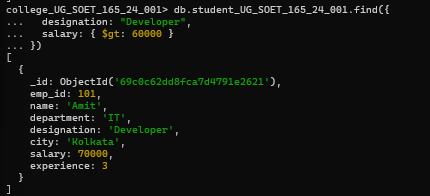 college_UG_SOET_165_24_001> db.student_UG_SOET_165_24_001.find({
...   designation: "Developer",
...   salary: { $gt: 60000 }
... })
[
  {
    _id: ObjectId('69c0c62dd8fca7d4791e2621'),
    emp_id: 101,
    name: 'Amit',
    department: 'IT',
    designation: 'Developer',
    city: 'Kolkata',
    salary: 70000,
    experience: 3
  }
]